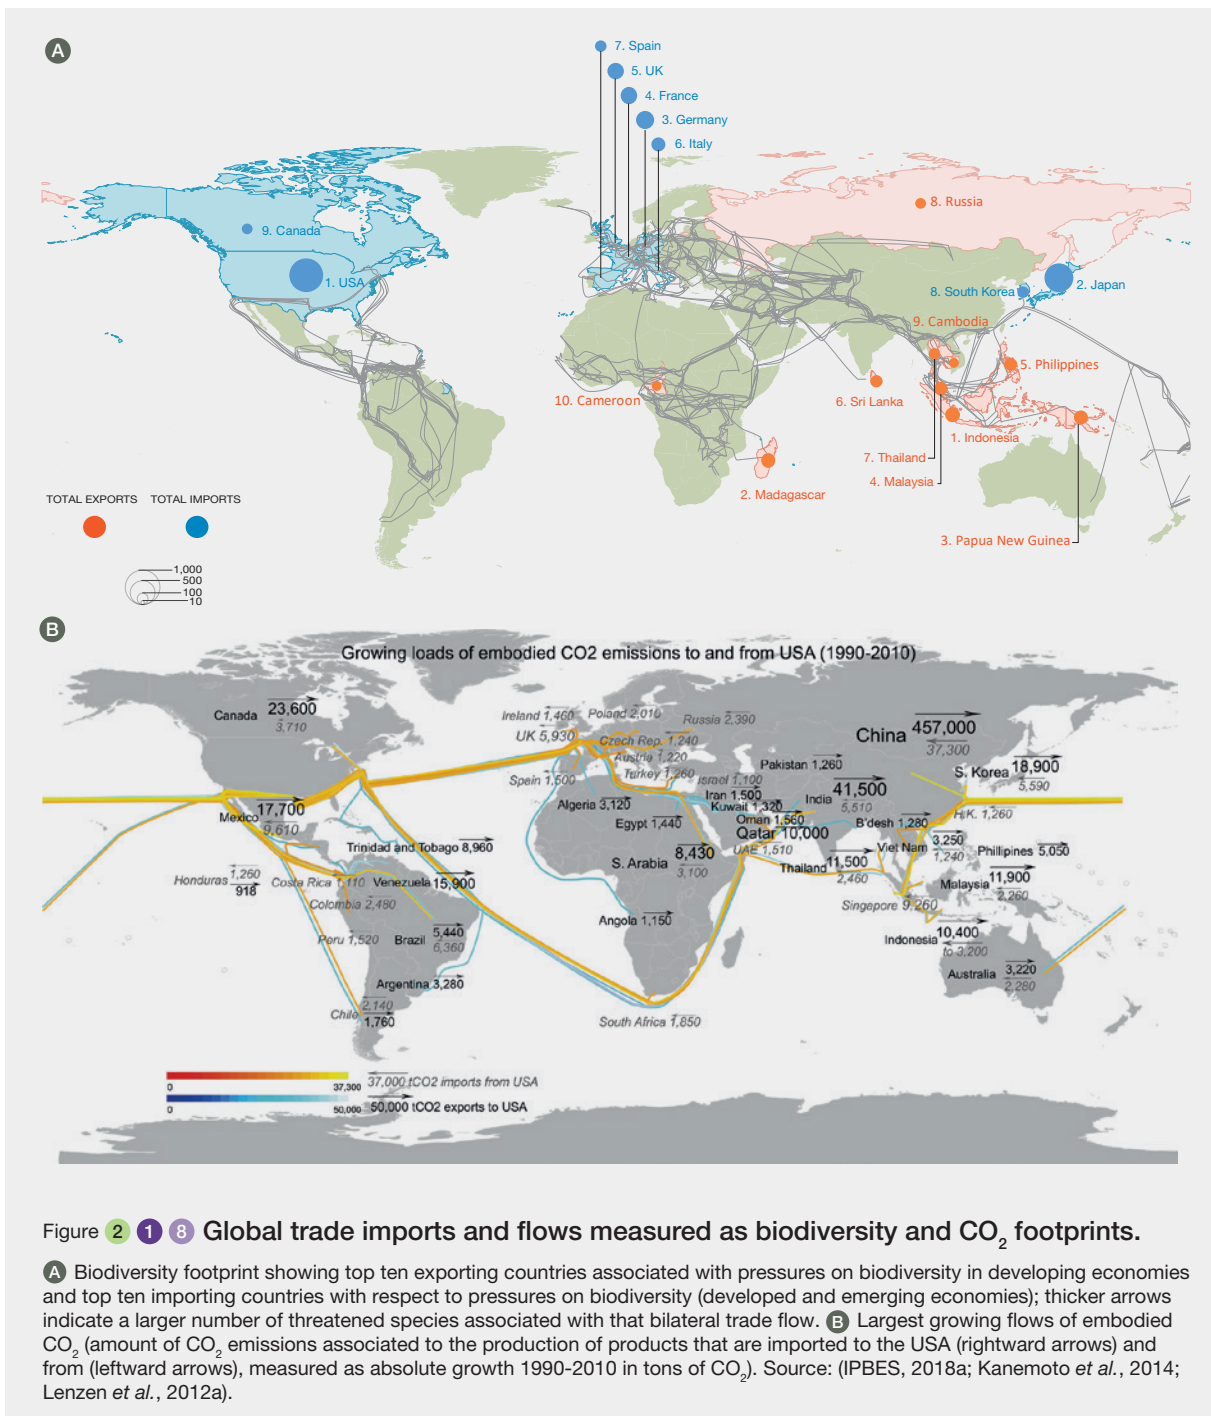 A
7. Spain
5. UK
4. France
3. Germany
6. Italy
8. Russia
9. Canada
1. USA
2. Japan
8. South Korea
9. Cambodia
5. Philippines
10. Cameroon
6. Sri Lanka
1. Indonesia
7. Thailand
4. Malaysia
2. Madagascar
3. Papua New Guinea
TOTAL EXPORTS TOTAL IMPORTS
1,000
500
100
10
B
Growing loads of embodied CO2 emissions to and from USA (1990-2010)
Canada 23,600
3,710
Ireland 1,460
Poland 2,010
Russia 2,390
UK 5,930
Czech Rep. 1,240
Austria 1,220
China 457,000
37,300
Spain 1,500
Turkey 1,260
Israel 1,100
Pakistan 1,260
S. Korea 18,900
5,590
Mexico 17,700
9,610
Algeria 3,120
Egypt 1,440
Iran 1,500
Kuwait 1,320
Oman 1,560
Qatar 10,000
UAE 1,510
India 41,500
5,510
B'desh 1,280
H.K. 1,260
Trinidad and Tobago 8,960
S. Arabia 8,430
3,100
Viet Nam 3,250
1,240
Phillipines 5,050
Thailand 11,500
2,460
Honduras 1,260
918
Costa Rica 1,110
Venezuela 15,900
Colombia 2,480
Malaysia 11,900
2,260
Singapore 9,260
Angola 1,150
Peru 1,520
Brazil 5,440
6,360
Indonesia 10,400
to 3,200
Argentina 3,280
Australia 3,220
2,280
Chile 2,140
1,760
South Africa 1,850
0 37,300 37,000 tCO2 imports from USA
0 50,000 50,000 tCO2 exports to USA
Figure 2 1 8 Global trade imports and flows measured as biodiversity and CO2 footprints.
A Biodiversity footprint showing top ten exporting countries associated with pressures on biodiversity in developing economies
and top ten importing countries with respect to pressures on biodiversity (developed and emerging economies); thicker arrows
indicate a larger number of threatened species associated with that bilateral trade flow. B Largest growing flows of embodied
CO2 (amount of CO2 emissions associated to the production of products that are imported to the USA (rightward arrows) and
from (leftward arrows), measured as absolute growth 1990-2010 in tons of CO2). Source: (IPBES, 2018a; Kanemoto et al., 2014;
Lenzen et al., 2012a).